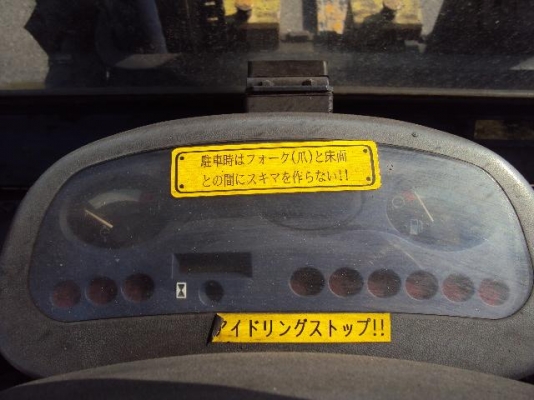 駐車時はフォーク(爪)と床面
との間にスキマを作らない!!
アイドリングストップ!!